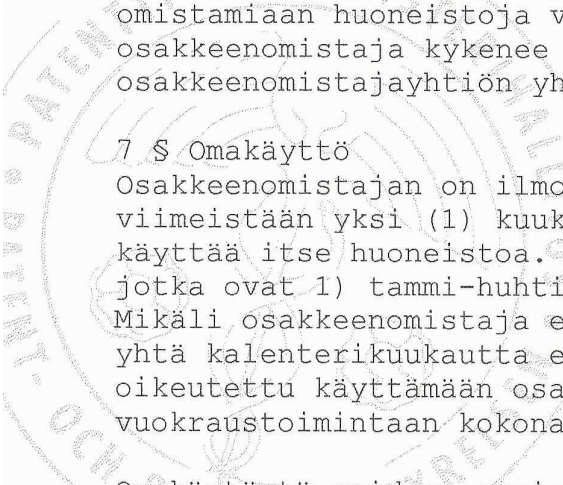 omistamiaan huoneistoja v
osakkeenomistaja kykenee
osakkeenomistajayhtiön yh

7 § Omakäyttö
Osakkeenomistajan on ilmo
viimeistään yksi (1) kuuk
käyttää itse huoneistoa.
jotka ovat 1) tammi-huhti
Mikäli osakkeenomistaja e
yhtä kalenterikuukautta e
oikeutettu käyttämään osa
vuokraustoimintaan kokona